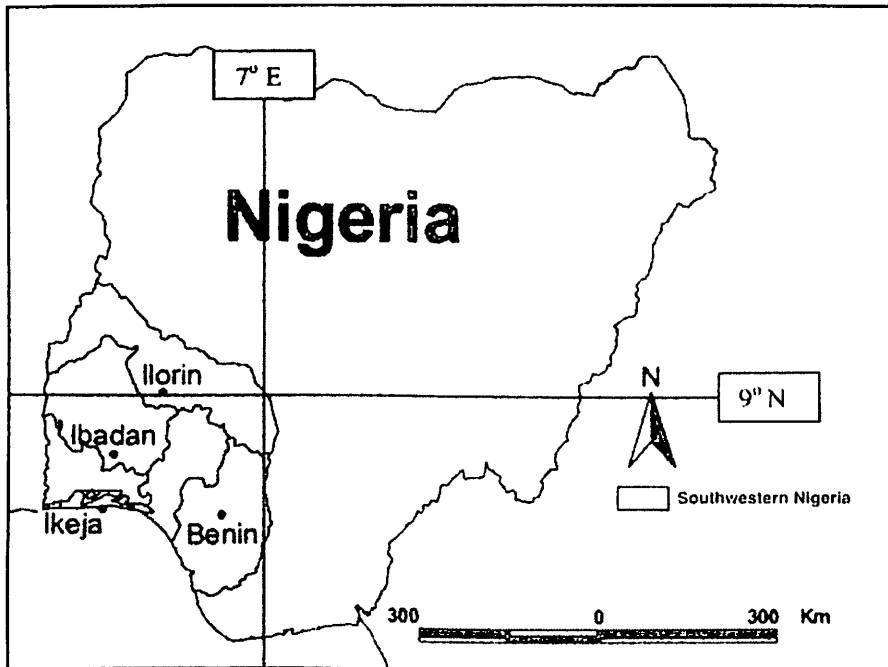 7° E
Nigeria
Ilorin
N
9° N
Ibadan
Southwestern Nigeria
Ikeja
Benin
300 0 300 Km